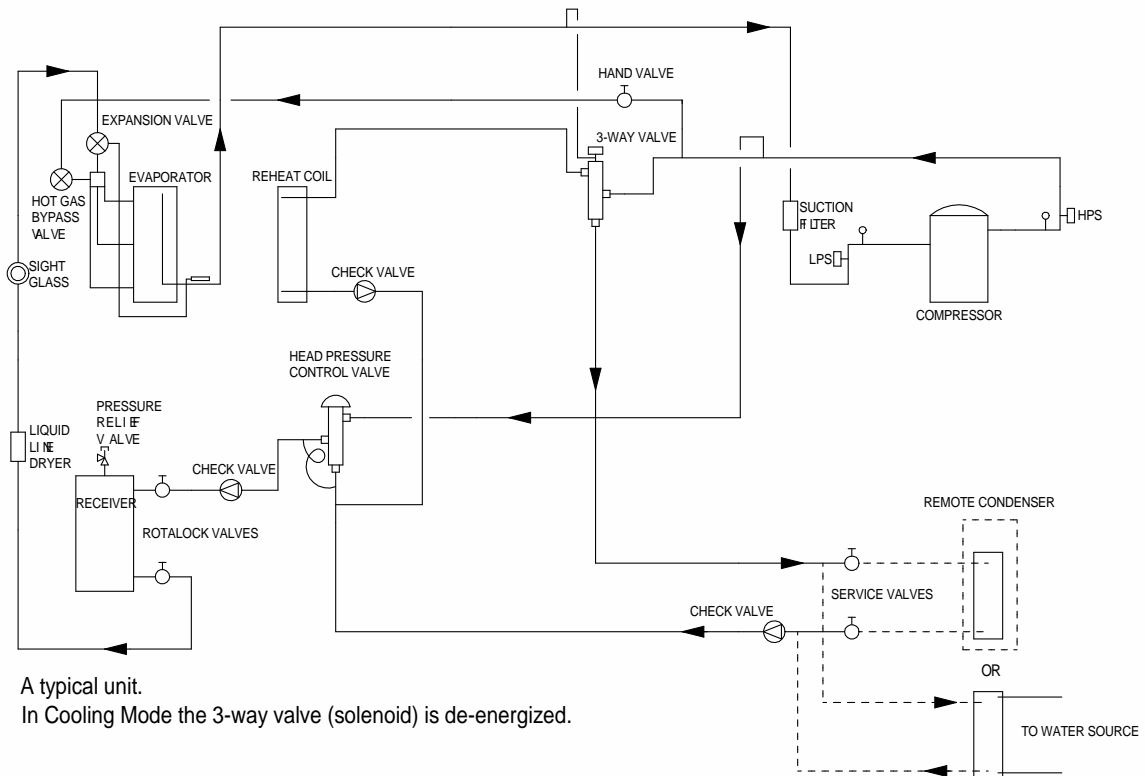 HAND VALVE
EXPANSION VALVE
3-WAY VALVE
EVAPORATOR
REHEAT COIL
HOT GAS
BYPASS
VALVE
SUCTION
FILTER
HPS
LPS
SIGHT
GLASS
CHECK VALVE
COMPRESSOR
HEAD PRESSURE
CONTROL VALVE
PRESSURE
RELIEF
VALVE
LIQUID
LINE
DRYER
CHECK VALVE
RECEIVER
ROTALOCK VALVES
REMOTE CONDENSER
SERVICE VALVES
CHECK VALVE
OR
TO WATER SOURCE
A typical unit.
In Cooling Mode the 3-way valve (solenoid) is de-energized.